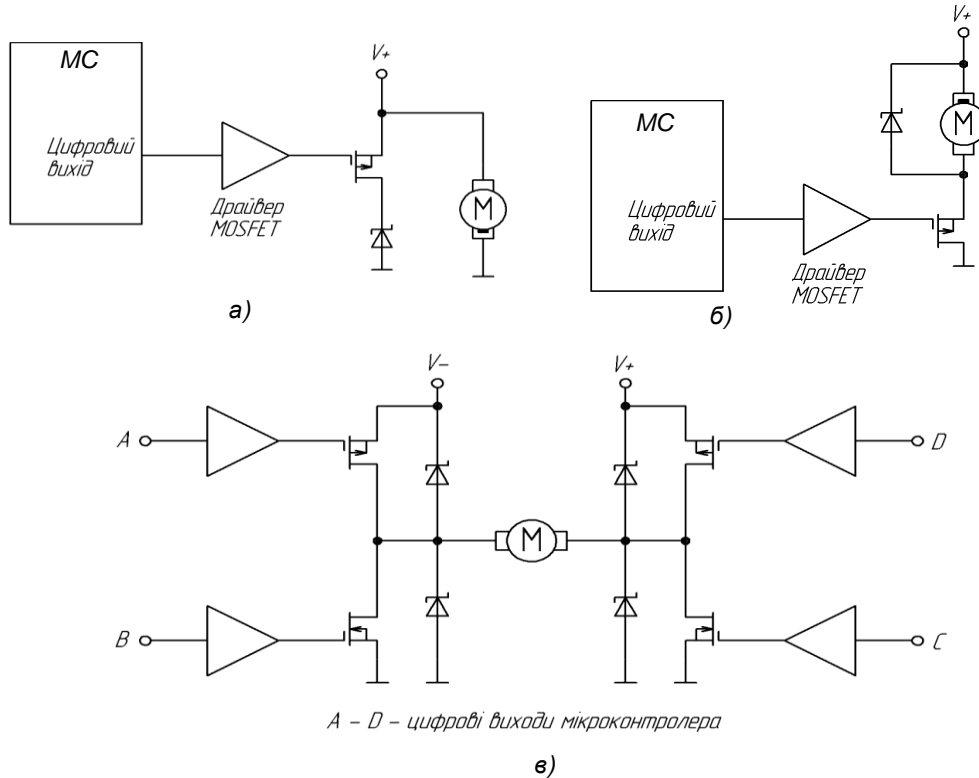 МС
Цифровий
вихід
Драйвер
MOSFET
V+
М
а)
МС
Цифровий
вихід
Драйвер
MOSFET
V+
М
б)
V–
V+
A
D
М
B
C
A – D – цифрові виходи мікроконтролера
в)